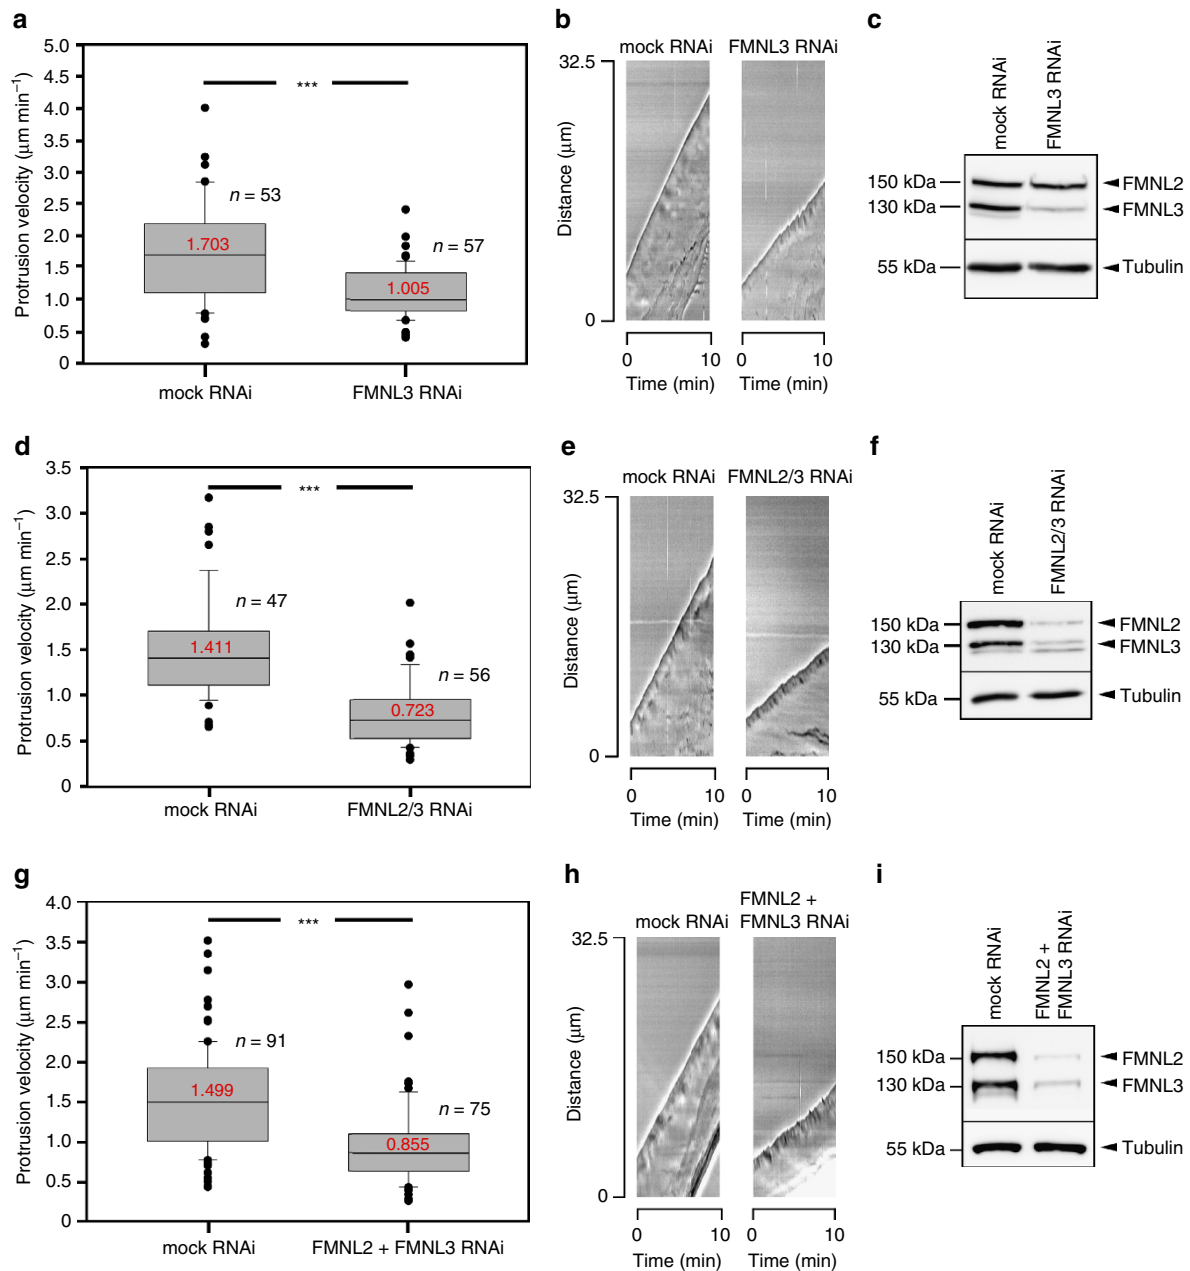 a
5.0
4.5
4.0
3.5
3.0
2.5
2.0
1.5
1.0
0.5
0
Protrusion velocity (µm min⁻¹)
***
n = 53
1.703
n = 57
1.005
mock RNAi FMNL3 RNAi
b
mock RNAi FMNL3 RNAi
32.5
Distance (µm)
0
0 10 0 10
Time (min) Time (min)
c
mock RNAi
FMNL3 RNAi
150 kDa FMNL2
130 kDa FMNL3
55 kDa Tubulin
d
3.5
3.0
2.5
2.0
1.5
1.0
0.5
0
Protrusion velocity (µm min⁻¹)
***
n = 47
1.411
n = 56
0.723
mock RNAi FMNL2/3 RNAi
e
mock RNAi FMNL2/3 RNAi
32.5
Distance (µm)
0
0 10 0 10
Time (min) Time (min)
f
mock RNAi
FMNL2/3 RNAi
150 kDa FMNL2
130 kDa FMNL3
55 kDa Tubulin
g
4.0
3.5
3.0
2.5
2.0
1.5
1.0
0.5
0
Protrusion velocity (µm min⁻¹)
***
n = 91
1.499
n = 75
0.855
mock RNAi FMNL2 + FMNL3 RNAi
h
mock RNAi
FMNL2 +
FMNL3 RNAi
32.5
Distance (µm)
0
0 10 0 10
Time (min) Time (min)
i
mock RNAi
FMNL2 +
FMNL3 RNAi
150 kDa FMNL2
130 kDa FMNL3
55 kDa Tubulin